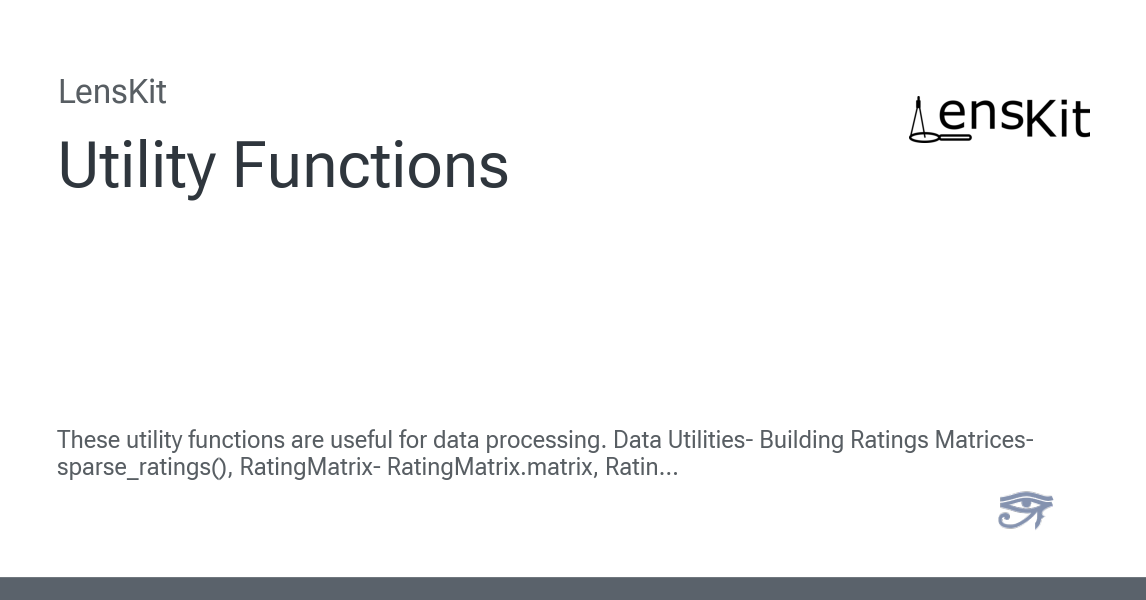 LensKit
Utility Functions
LensKit
These utility functions are useful for data processing. Data Utilities- Building Ratings Matrices-
sparse_ratings(), RatingMatrix- RatingMatrix.matrix, Ratin...